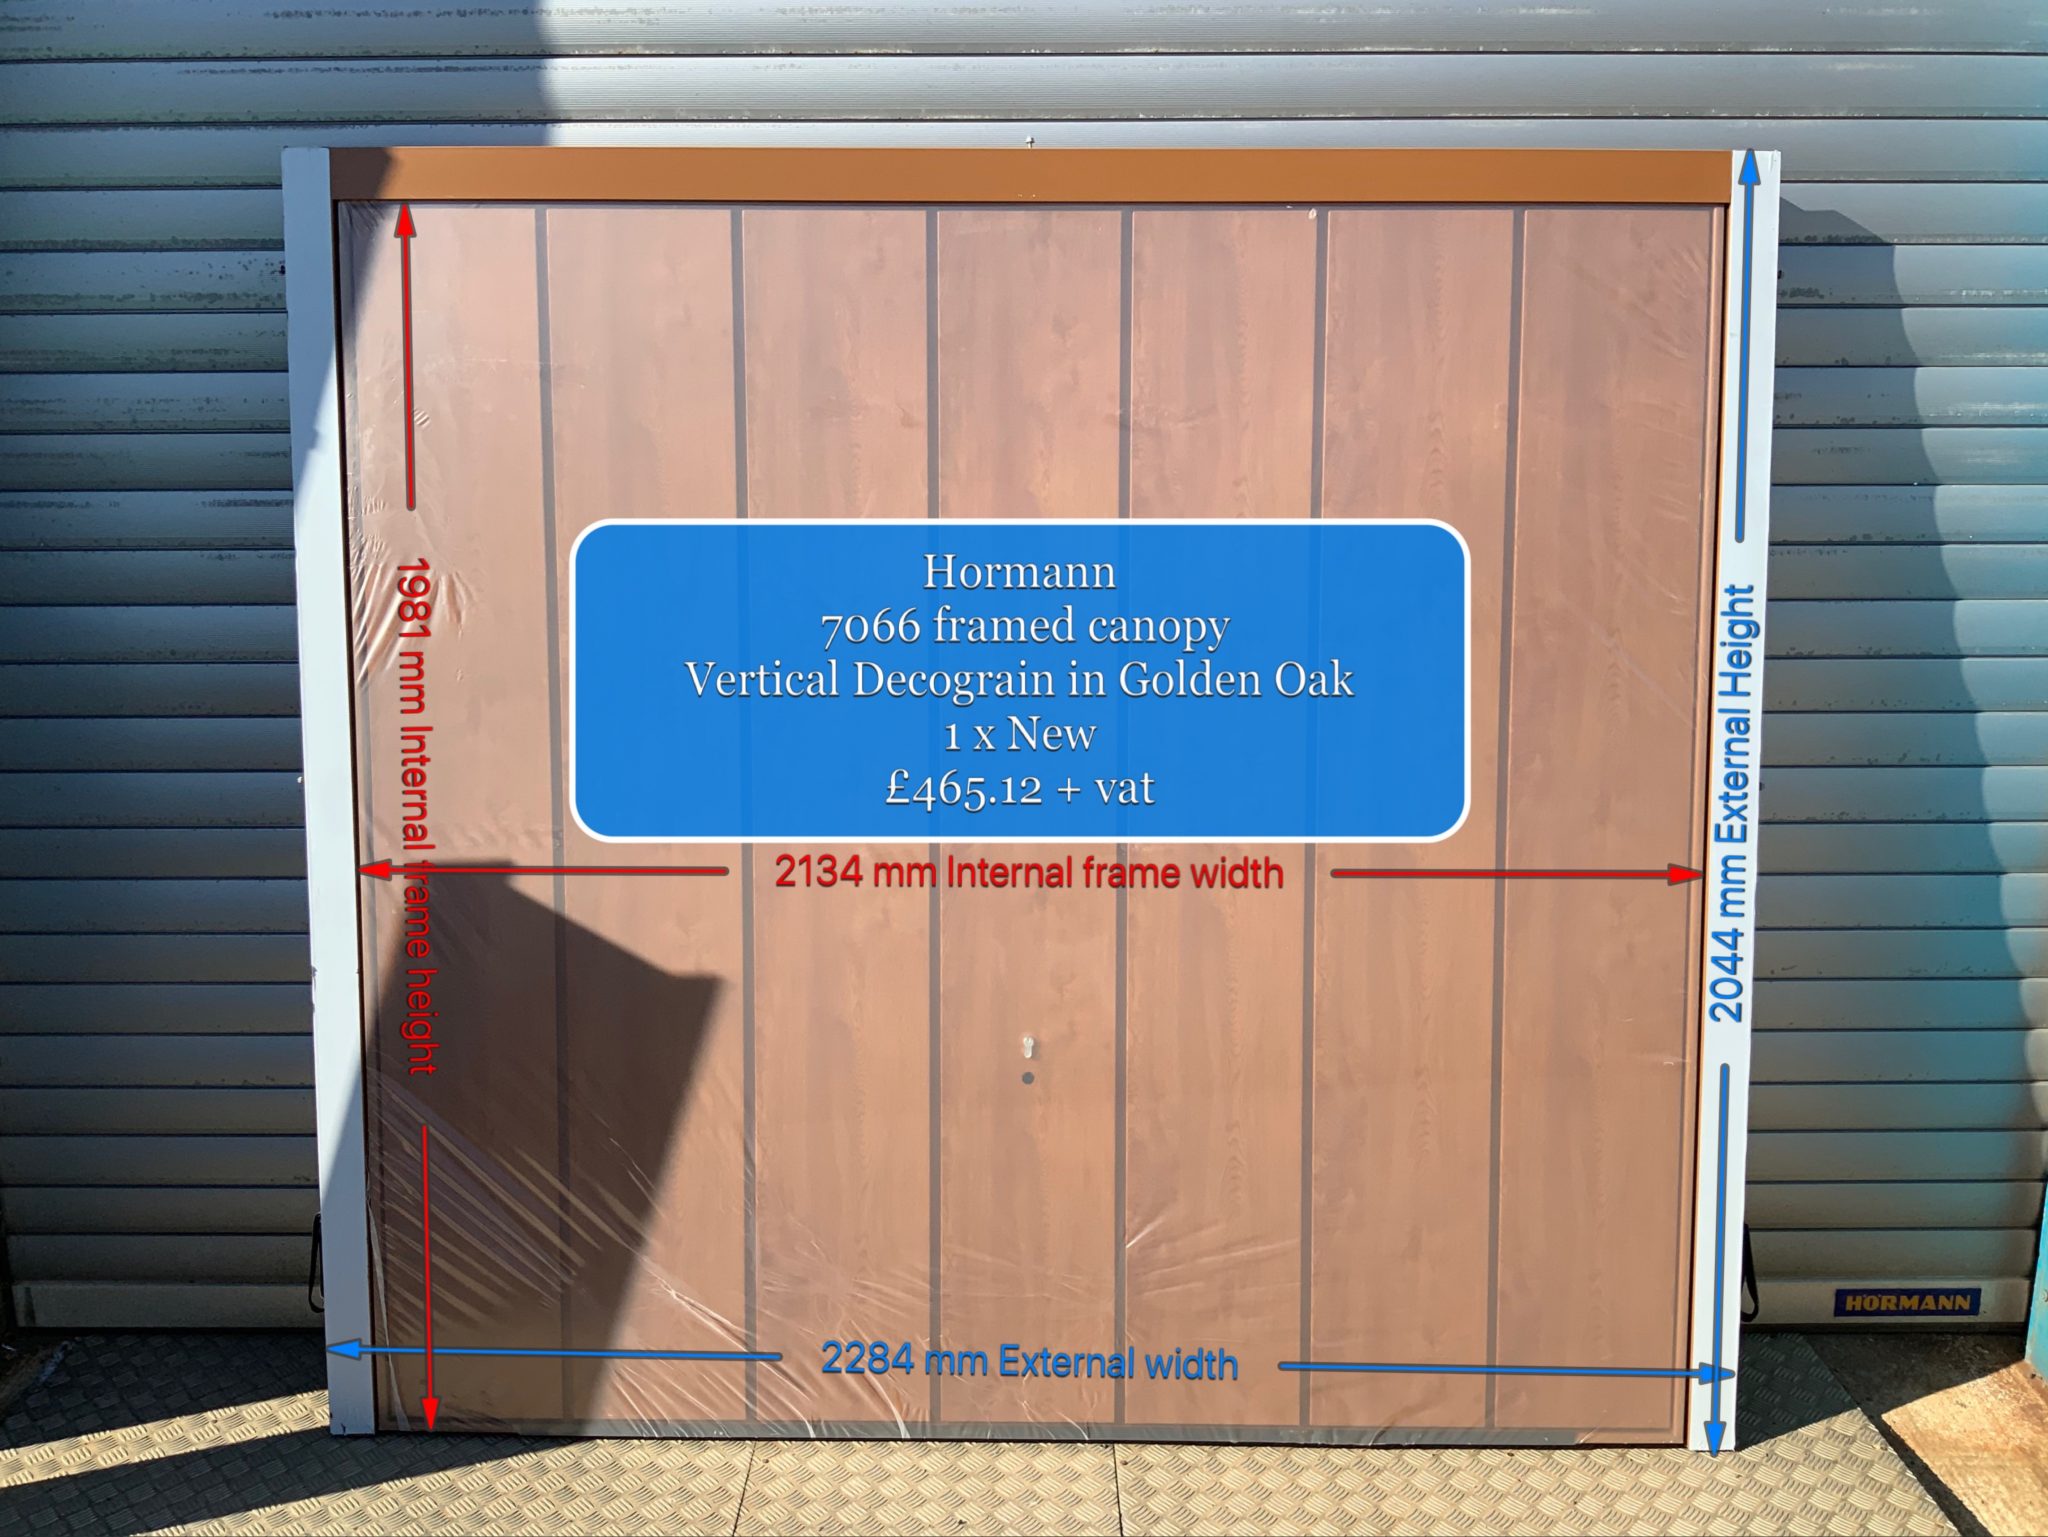 Hormann
7066 framed canopy
Vertical Decograin in Golden Oak
1 x New
£465.12 + vat
1981 mm Internal frame height
2134 mm Internal frame width
2044 mm External Height
2284 mm External width
HÖRMANN